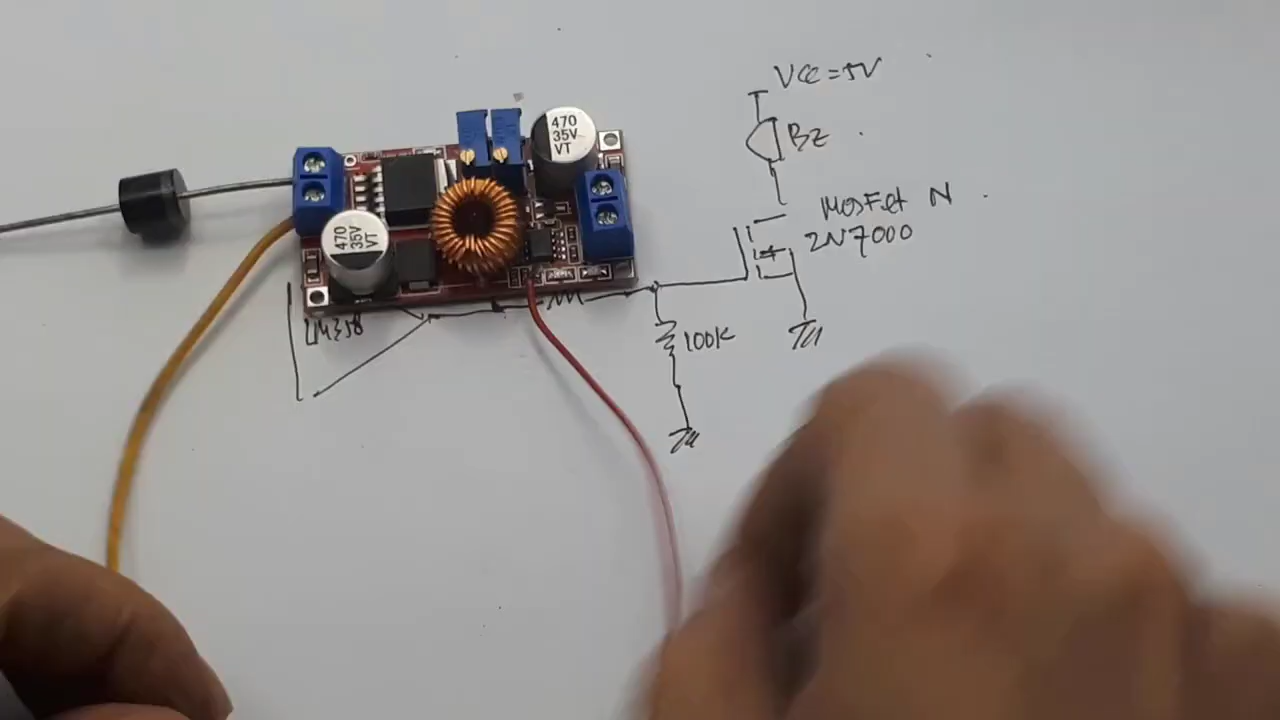 VCC=5V
BZ
MosFet N
2N7000
470
35V
VT
470
35V
VT
LM358
100K